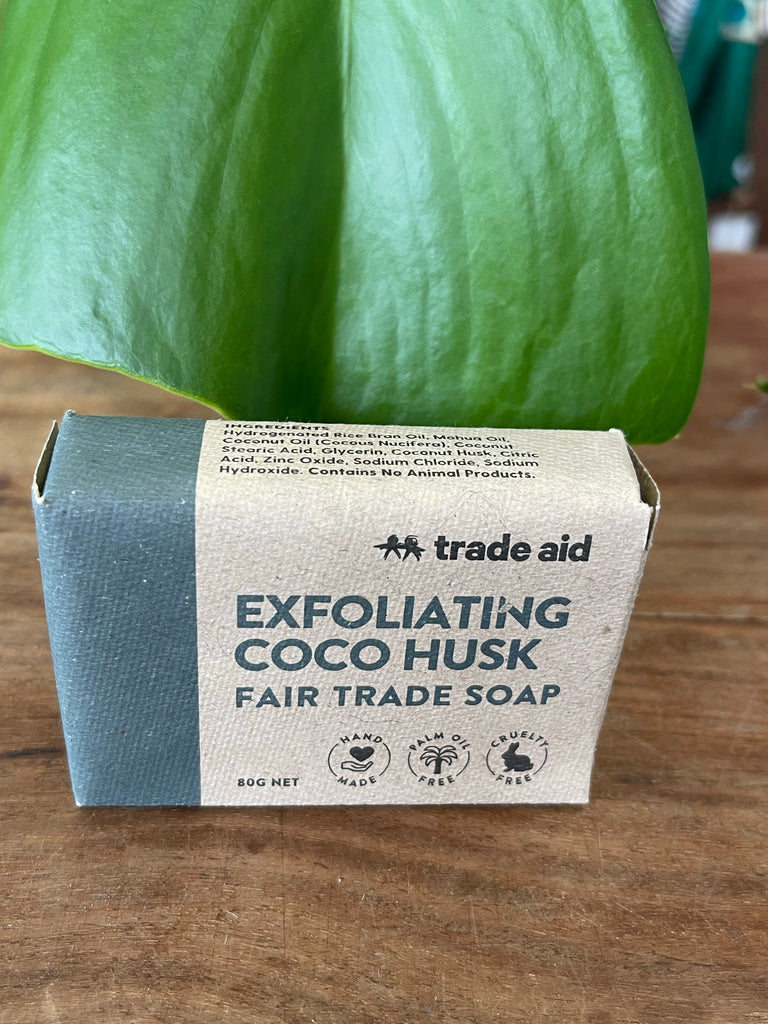 INGREDIENTS
Hydrogenated Rice Bran Oil, Mohua Oil,
Coconut Oil (Cocous Nucifera), Coconut
Stearic Acid, Glycerin, Coconut Husk, Citric
Acid, Zinc Oxide, Sodium Chloride, Sodium
Hydroxide. Contains No Animal Products.
trade aid
EXFOLIATING
COCO HUSK
FAIR TRADE SOAP
80G NET
HAND
MADE
PALM OIL
FREE
CRUELTY
FREE